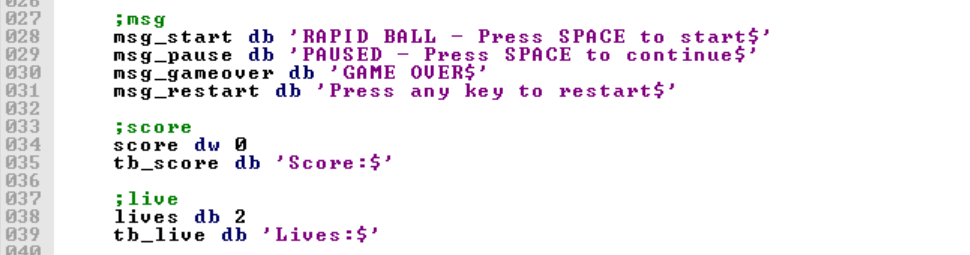 026
027 ;msg
028 msg_start db 'RAPID BALL - Press SPACE to start$'
029 msg_pause db 'PAUSED - Press SPACE to continue$'
030 msg_gameover db 'GAME OVER$'
031 msg_restart db 'Press any key to restart$'
032
033 ;score
034 score dw 0
035 tb_score db 'Score:$'
036
037 ;live
038 lives db 2
039 tb_live db 'Lives:$'
040